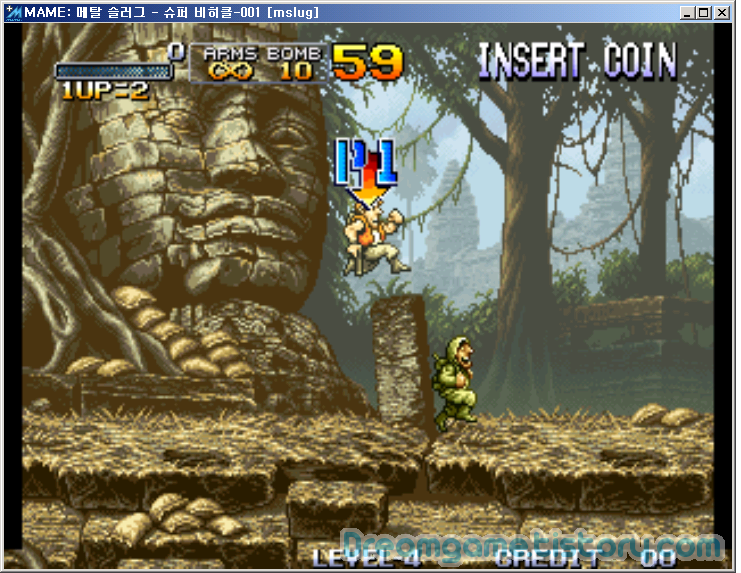 MAME: 메탈 슬러그 - 슈퍼 비히클-001 [mslug]
0
ARMS BOMB
∞ 10
59
INSERT COIN
1UP=2
P1
Dreamgamehistory.com
LEVEL-4
CREDIT 00